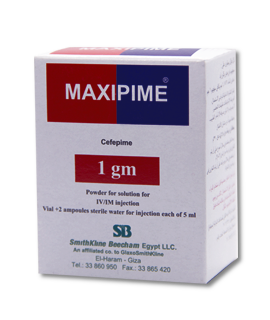 MAXIPIME®
Cefepime
1 gm
Powder for solution for
IV/IM injection
Vial +2 ampoules sterile water for injection each of 5 ml
SB
SmithKline Beecham Egypt LLC.
An affiliated co. to GlaxoSmithKline
El-Haram - Giza
Tel.: 33 860 950 Fax.: 33 865 420